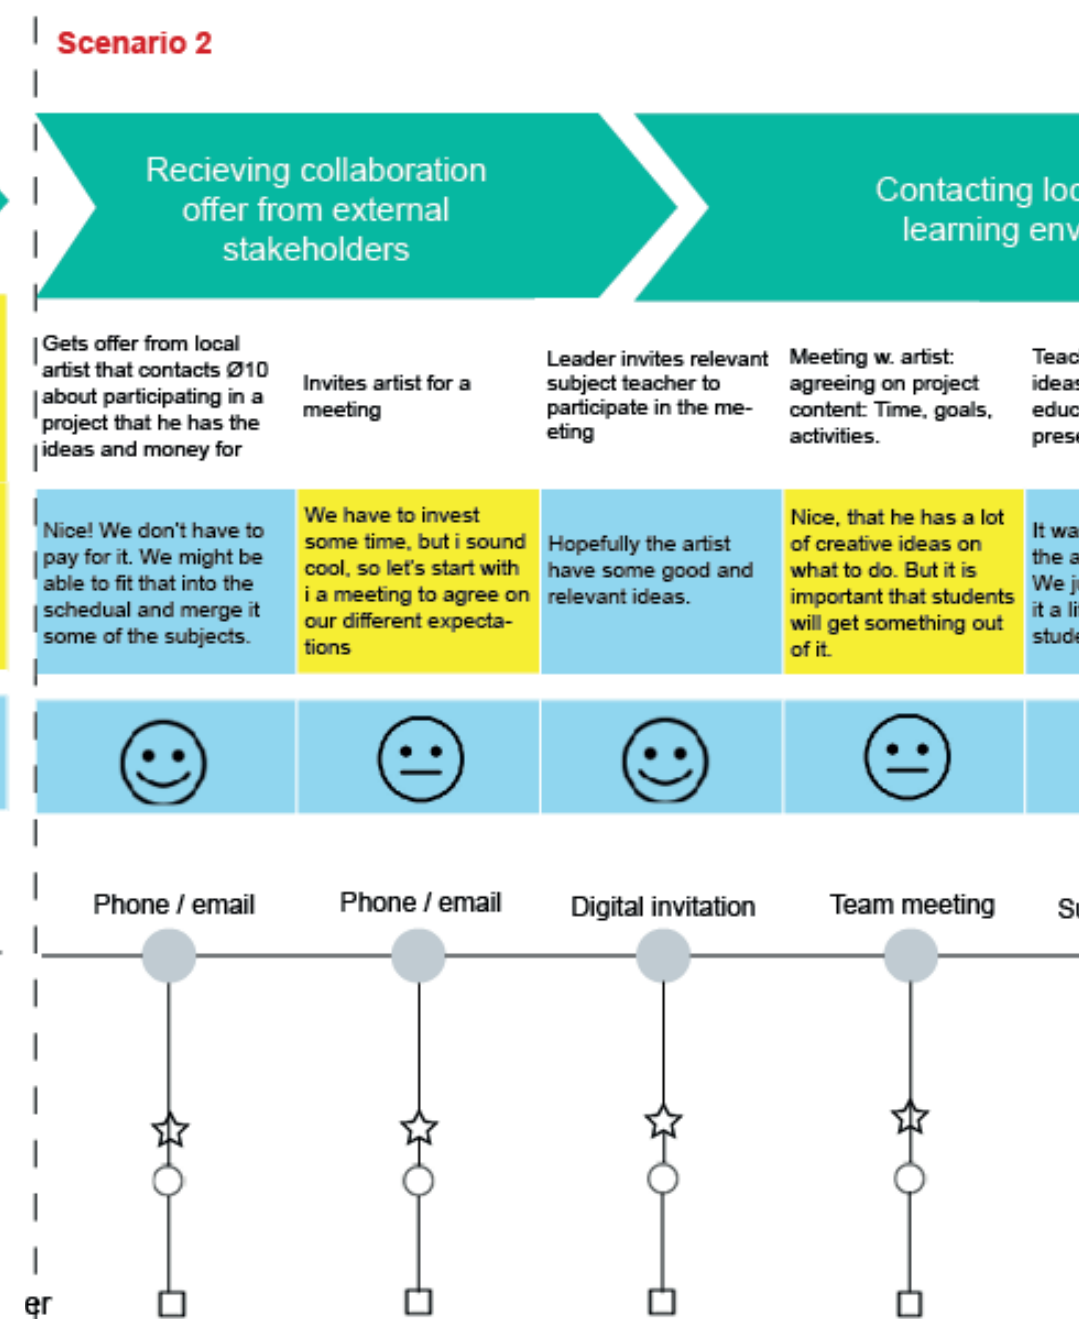 Scenario 2
Recieving collaboration
offer from external
stakeholders
Contacting
learning
Gets offer from local
artist that contacts Ø10
about participating in a
project that he has the
ideas and money for
Invites artist for a
meeting
Leader invites relevant
subject teacher to
participate in the me-
eting
Meeting w. artist:
agreeing on project
content: Time, goals,
activities.
ideas
Nice! We don't have to
pay for it. We might be
able to fit that into the
schedual and merge it
some of the subjects.
We have to invest
some time, but i sound
cool, so let's start with
i a meeting to agree on
our different expecta-
tions
Hopefully the artist
have some good and
relevant ideas.
Nice, that he has a lot
of creative ideas on
what to do. But it is
important that students
will get something out
of it.
It
the
We
it a
Phone / email
Phone / email
Digital invitation
Team meeting
er